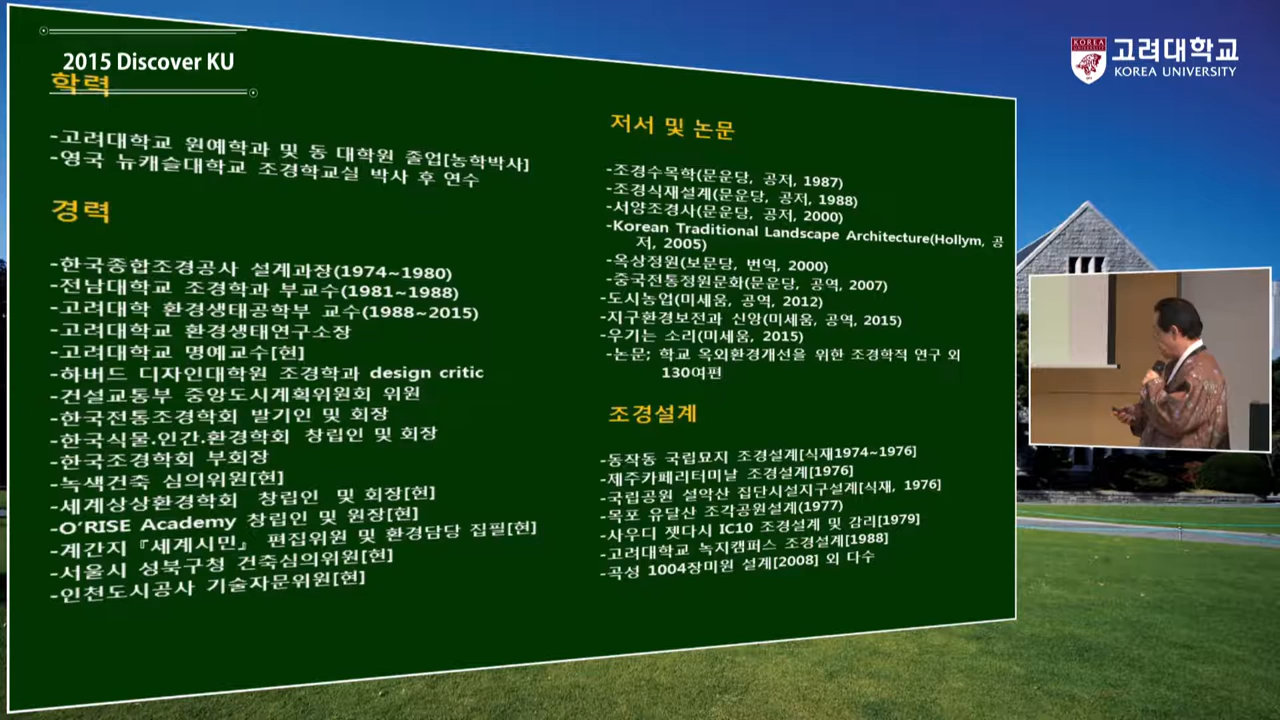 2015 Discover KU
KOREA
고려대학교
KOREA UNIVERSITY
학력
-고려대학교 원예학과 및 동 대학원 졸업[농학박사]
-영국 뉴캐슬대학교 조경학교실 박사 후 연수
경력
-한국종합조경공사 설계과장(1974~1980)
-전남대학교 조경학과 부교수(1981~1988)
-고려대학 환경생태공학부 교수(1988~2015)
-고려대학교 환경생태연구소장
-고려대학교 명예교수[현]
-하버드 디자인대학원 조경학과 design critic
-건설교통부 중앙도시계획위원회 위원
-한국전통조경학회 발기인 및 회장
-한국식물.인간.환경학회 창립인 및 회장
-한국조경학회 부회장
-녹색건축 심의위원[현]
-세계상상환경학회 창립인 및 회장[현]
-O’RISE Academy 창립인 및 원장[현]
-계간지『세계시민』 편집위원 및 환경담당 집필[현]
-서울시 성북구청 건축심의위원[현]
-인천도시공사 기술자문위원[현]
저서 및 논문
-조경수목학(문운당, 공저, 1987)
-조경식재설계(문운당, 공저, 1988)
-서양조경사(문운당, 공저, 2000)
-Korean Traditional Landscape Architecture(Hollym, 공
저, 2005)
-옥상정원(보문당, 번역, 2000)
-중국전통정원문화(문운당, 공역, 2007)
-도시농업(미세움, 공역, 2012)
-지구환경보전과 신앙(미세움, 공역, 2015)
-우기는 소리(미세움, 2015)
-논문; 학교 옥외환경개선을 위한 조경학적 연구 외
130여편
조경설계
-동작동 국립묘지 조경설계[식재1974~1976]
-제주카페리터미날 조경설계[1976]
-국립공원 설악산 집단시설지구설계[식재, 1976]
-목포 유달산 조각공원설계(1977)
-사우디 젯다시 IC10 조경설계 및 감리[1979]
-고려대학교 녹지캠퍼스 조경설계[1988]
-곡성 1004장미원 설계[2008] 외 다수